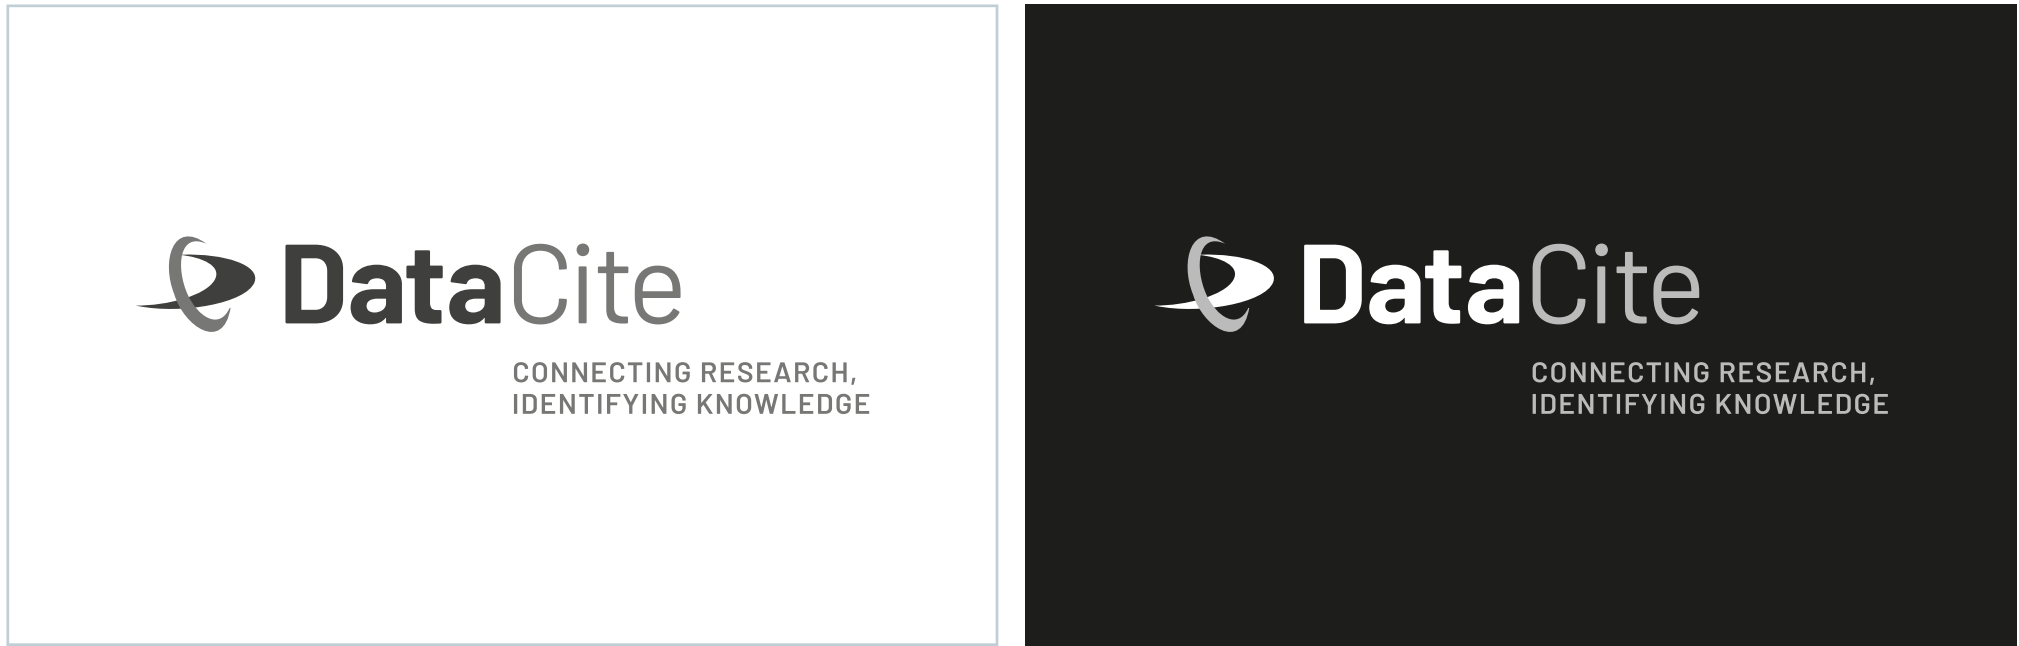 DataCite
CONNECTING RESEARCH,
IDENTIFYING KNOWLEDGE
DataCite
CONNECTING RESEARCH,
IDENTIFYING KNOWLEDGE